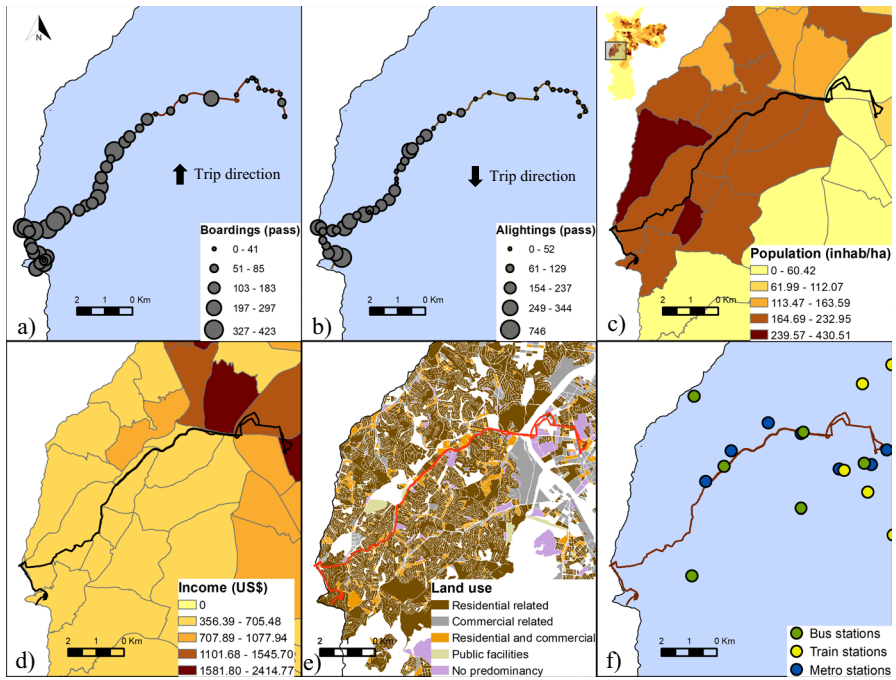 N
Trip direction
Boardings (pass)
0 - 41
51 - 85
103 - 183
197 - 297
327 - 423
2 1 0 Km
a)
Trip direction
Alightings (pass)
0 - 52
61 - 129
154 - 237
249 - 344
746
2 1 0 Km
b)
Population (inhab/ha)
0 - 60.42
61.99 - 112.07
113.47 - 163.59
164.69 - 232.95
239.57 - 430.51
2 1 0 Km
c)
Income (US$)
0
356.39 - 705.48
707.89 - 1077.94
1101.68 - 1545.70
1581.80 - 2414.77
2 1 0 Km
d)
Land use
Residential related
Commercial related
Residential and commercial
Public facilities
No predominancy
2 1 0 Km
e)
Bus stations
Train stations
Metro stations
2 1 0 Km
f)